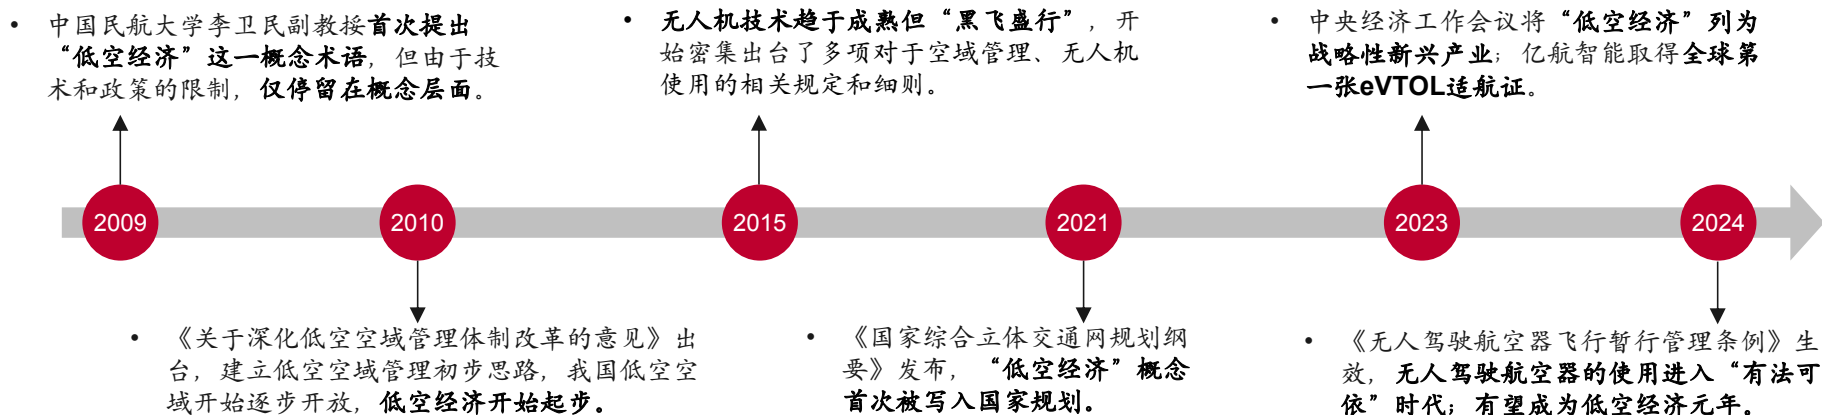 • 中国民航大学李卫民副教授首次提出
“低空经济”这一概念术语，但由于技
术和政策的限制，仅停留在概念层面。
• 无人机技术趋于成熟但“黑飞盛行”，开
始密集出台了多项对于空域管理、无人机
使用的相关规定和细则。
• 中央经济工作会议将“低空经济”列为
战略性新兴产业；亿航智能取得全球第
一张eVTOL适航证。
2009
2010
2015
2021
2023
2024
• 《关于深化低空空域管理体制改革的意见》出
台，建立低空空域管理初步思路，我国低空空
域开始逐步开放，低空经济开始起步。
• 《国家综合立体交通网规划纲
要》发布，“低空经济”概念
首次被写入国家规划。
• 《无人驾驶航空器飞行暂行管理条例》生
效，无人驾驶航空器的使用进入“有法可
依”时代；有望成为低空经济元年。